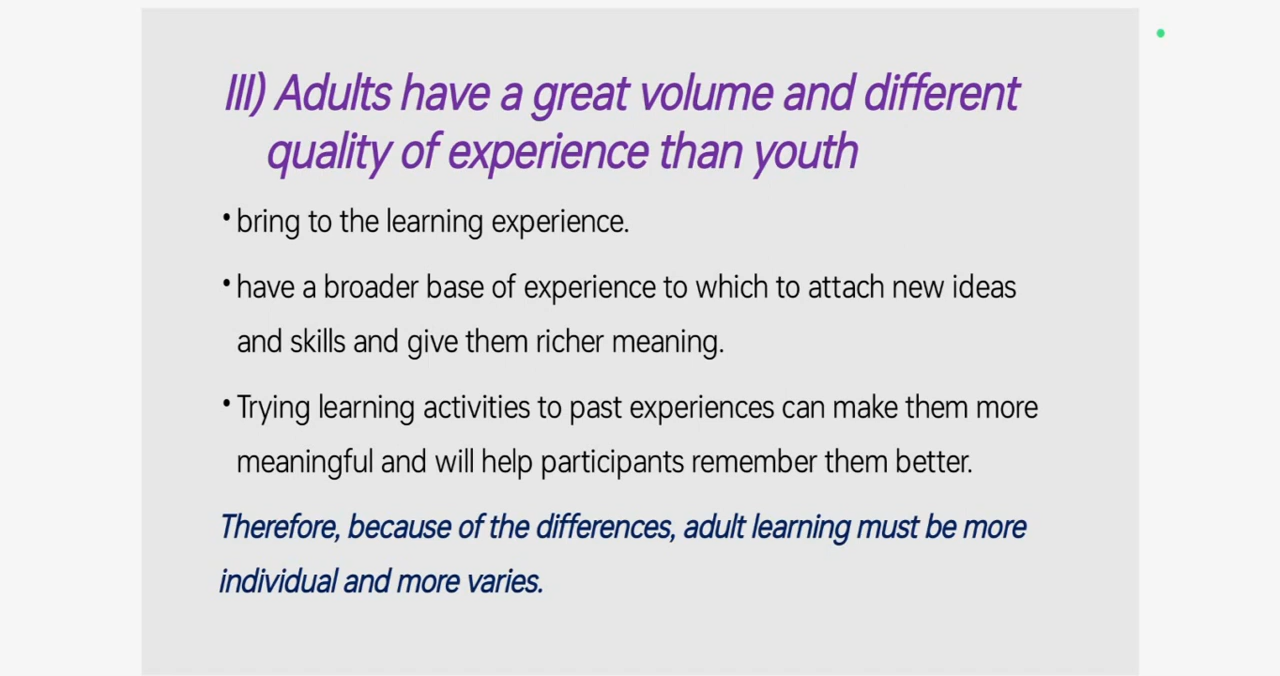 III) Adults have a great volume and different
quality of experience than youth
• bring to the learning experience.
• have a broader base of experience to which to attach new ideas
and skills and give them richer meaning.
• Trying learning activities to past experiences can make them more
meaningful and will help participants remember them better.
Therefore, because of the differences, adult learning must be more
individual and more varies.